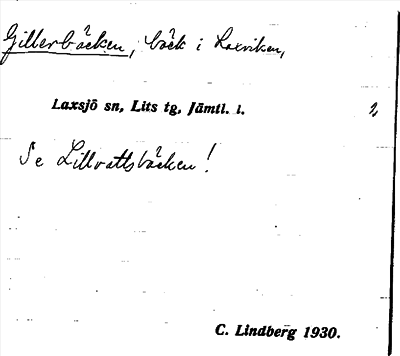 Gillerbäcken, bäck i Laxviken,
Laxsjö sn, Lits tg, Jämtl. l.
Se Lillvattsbäcken!
C. Lindberg 1930.